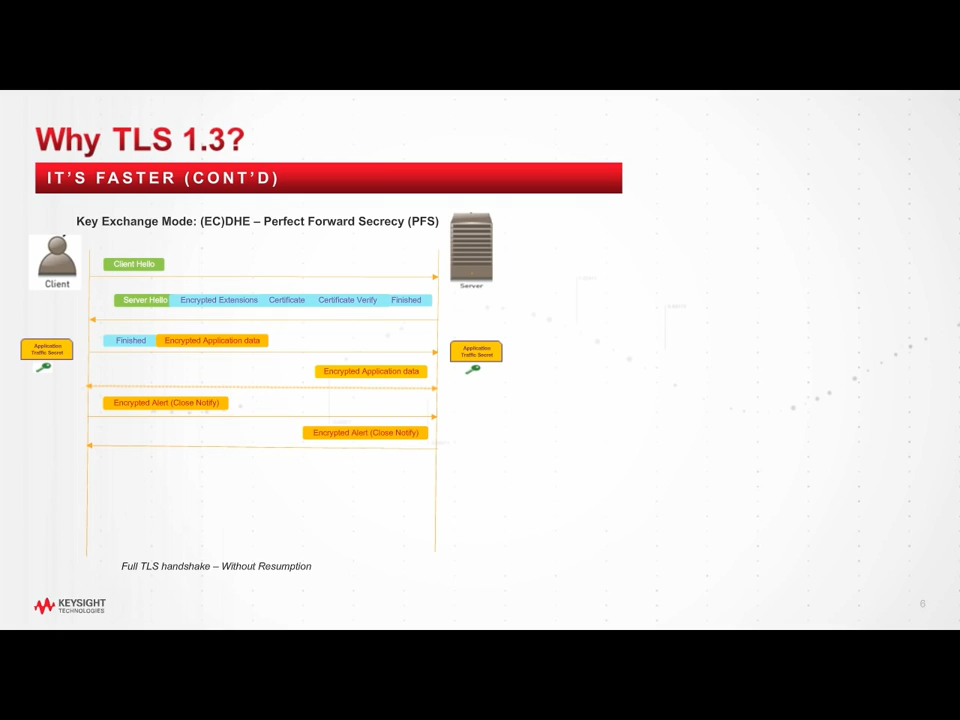 Why TLS 1.3?
IT'S FASTER (CONT'D)
Key Exchange Mode: (EC)DHE – Perfect Forward Secrecy (PFS)
Client
Server
Client Hello
Server Hello Encrypted Extensions Certificate Certificate Verify Finished
Finished Encrypted Application data
Application
Traffic Secret
Application
Traffic Secret
Encrypted Application data
Encrypted Alert (Close Notify)
Encrypted Alert (Close Notify)
Full TLS handshake – Without Resumption
KEYSIGHT
TECHNOLOGIES
6